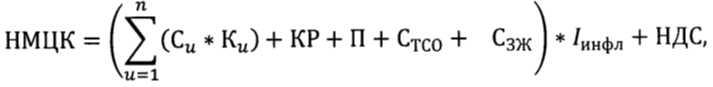 НМЦК = (∑_{u=1}^{n}(С_u * К_u) + КР + П + С_ТСО + С_ЗЖ) * I_инфл + НДС,